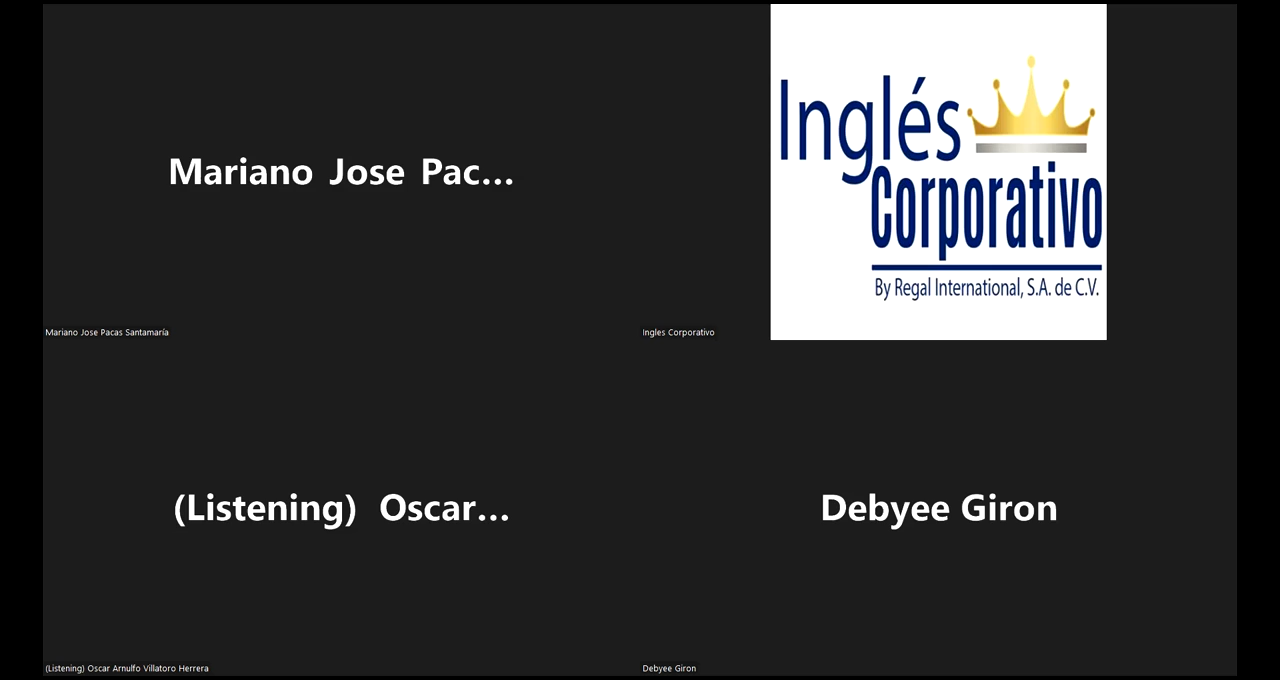 Mariano Jose Pac...
Inglés
Corporativo
By Regal International, S.A. de C.V.
Mariano Jose Pacas Santamaría
Ingles Corporativo
(Listening) Oscar...
Debyee Giron
(Listening) Oscar Arnulfo Villatoro Herrera
Debyee Giron